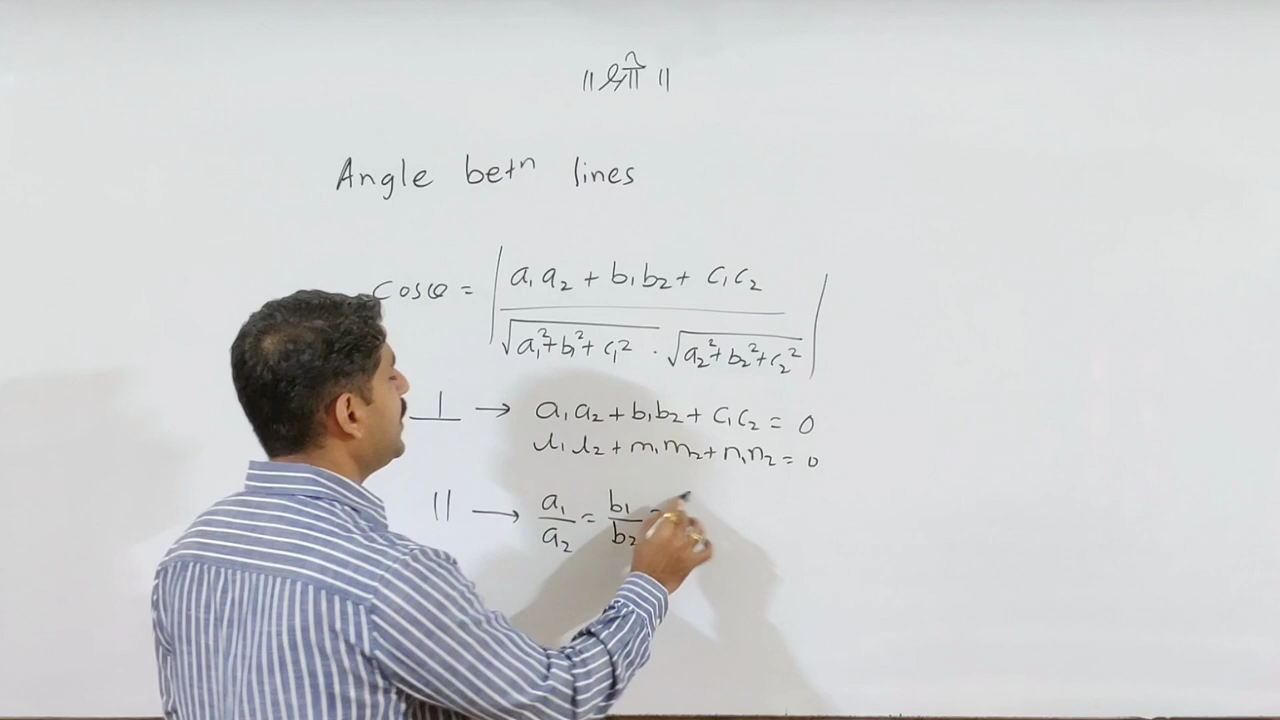 ॥ श्री ॥
Angle betⁿ lines
cosθ = | (a₁a₂ + b₁b₂ + c₁c₂) / (√(a₁² + b₁² + c₁²) · √(a₂² + b₂² + c₂²)) |
⊥ → a₁a₂ + b₁b₂ + c₁c₂ = 0
l₁l₂ + m₁m₂ + n₁n₂ = 0
|| → a₁/a₂ = b₁/b₂ =